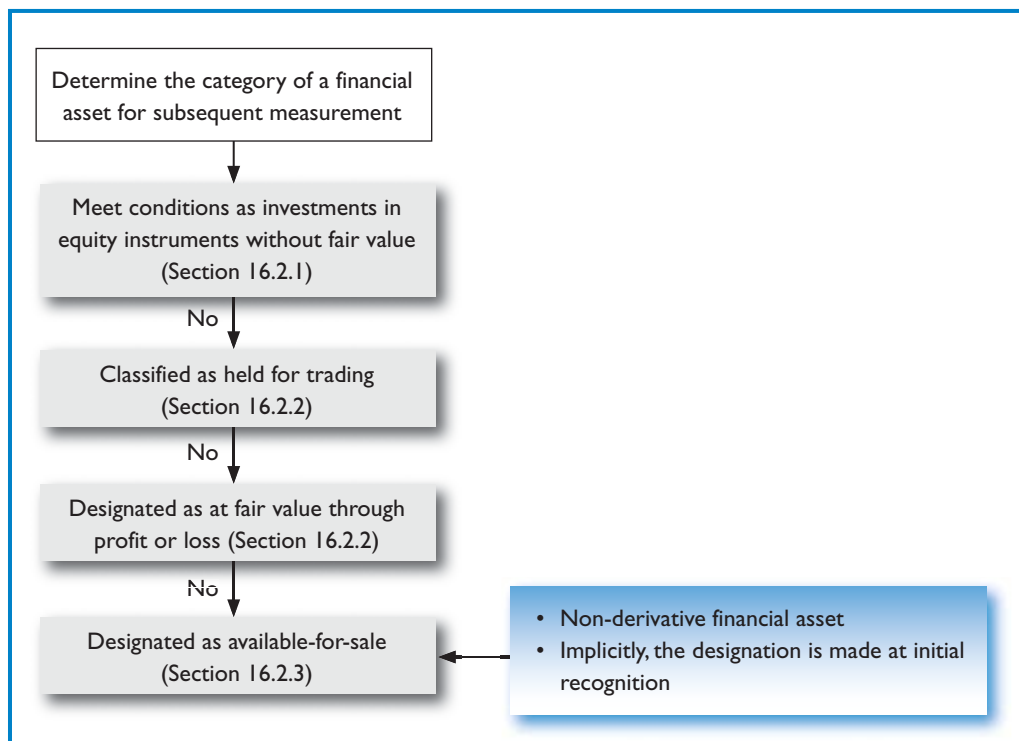 Determine the category of a financial
asset for subsequent measurement
Meet conditions as investments in
equity instruments without fair value
(Section 16.2.1)
No
Classified as held for trading
(Section 16.2.2)
No
Designated as at fair value through
profit or loss (Section 16.2.2)
No
Designated as available-for-sale
(Section 16.2.3)
• Non-derivative financial asset
• Implicitly, the designation is made at initial
recognition